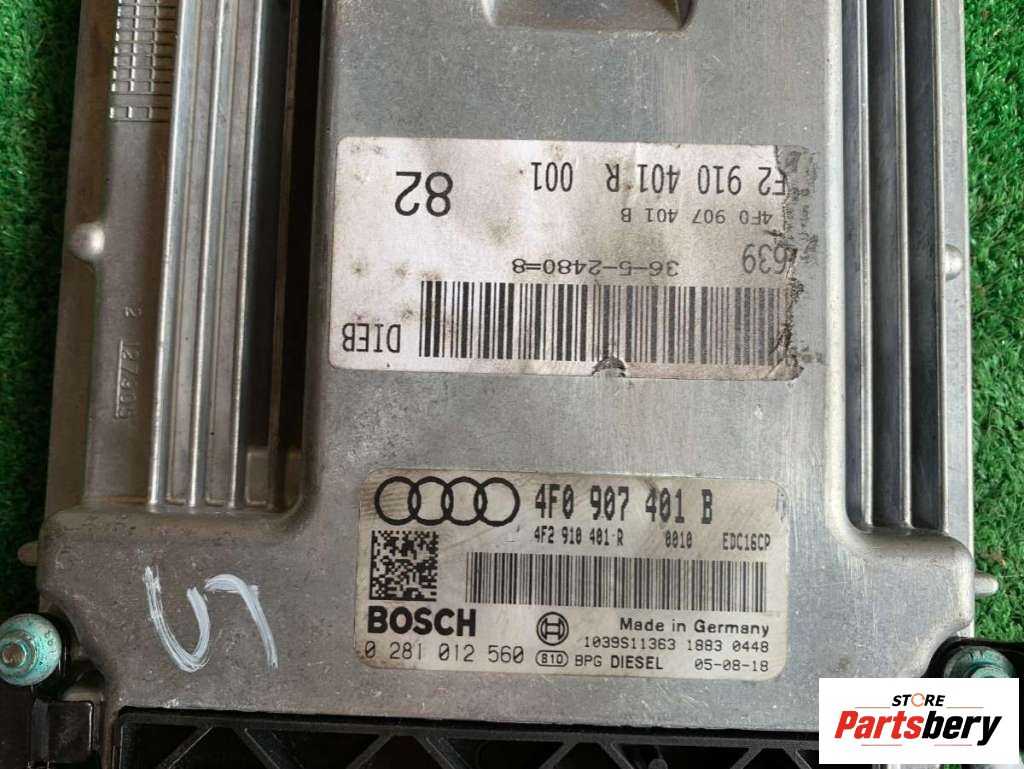 F2 910 401 R 001
4F0 907 401 B
82
639
36-5-2480=8
DIEB
4F0 907 401 B
4F2 910 401 R 0010 EDC16CP
BOSCH
Made in Germany
1039S11363 1883 0448
0 281 012 560 810 BPG DIESEL 05-08-18
5
STORE
Partsbery